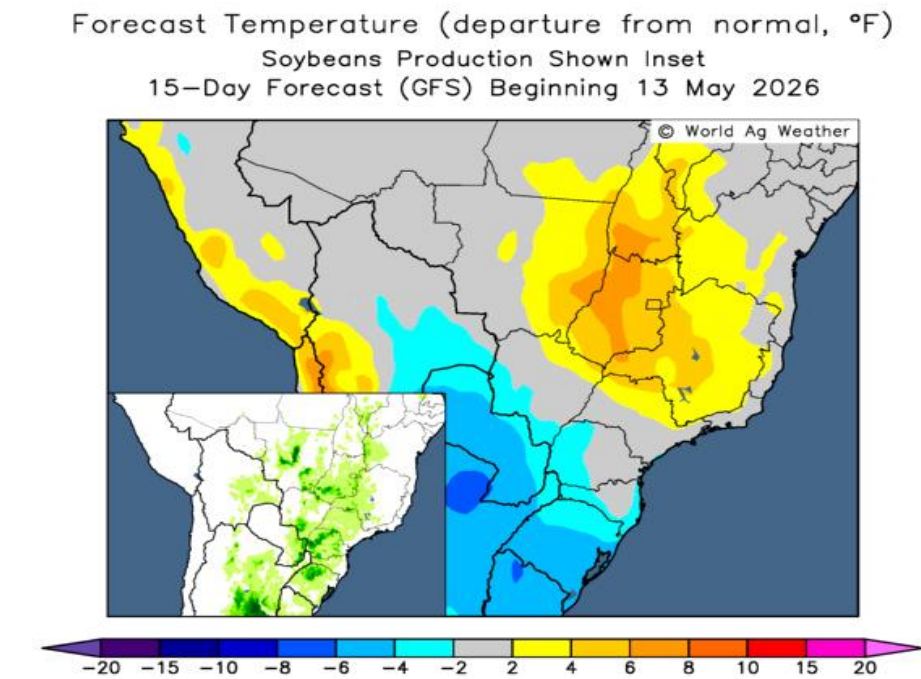 Forecast Temperature (departure from normal, °F)
Soybeans Production Shown Inset
15-Day Forecast (GFS) Beginning 13 May 2026
© World Ag Weather
-20 -15 -10 -8 -6 -4 -2 2 4 6 8 10 15 20